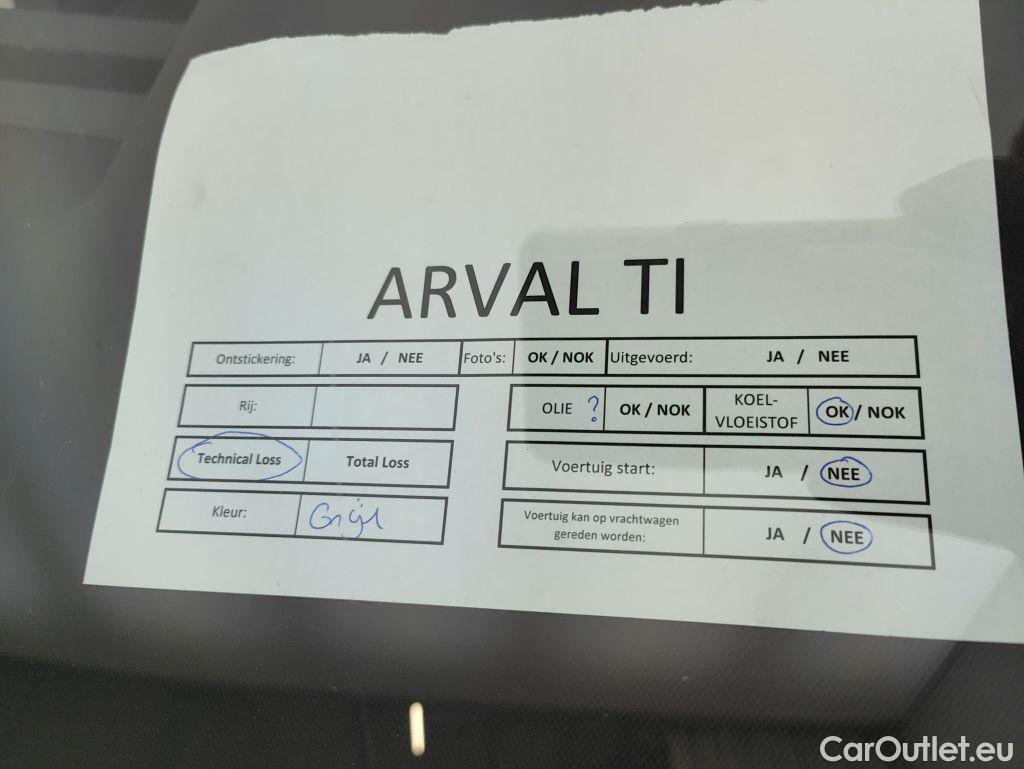 ARVAL TI
Ontstickering: JA / NEE Foto's: OK / NOK Uitgevoerd: JA / NEE
Rij:
OLIE ? OK / NOK KOEL-VLOEISTOF OK / NOK
Technical Loss Total Loss
Voertuig start: JA / NEE
Kleur: Grijs
Voertuig kan op vrachtwagen
gereden worden: JA / NEE
CarOutlet.eu